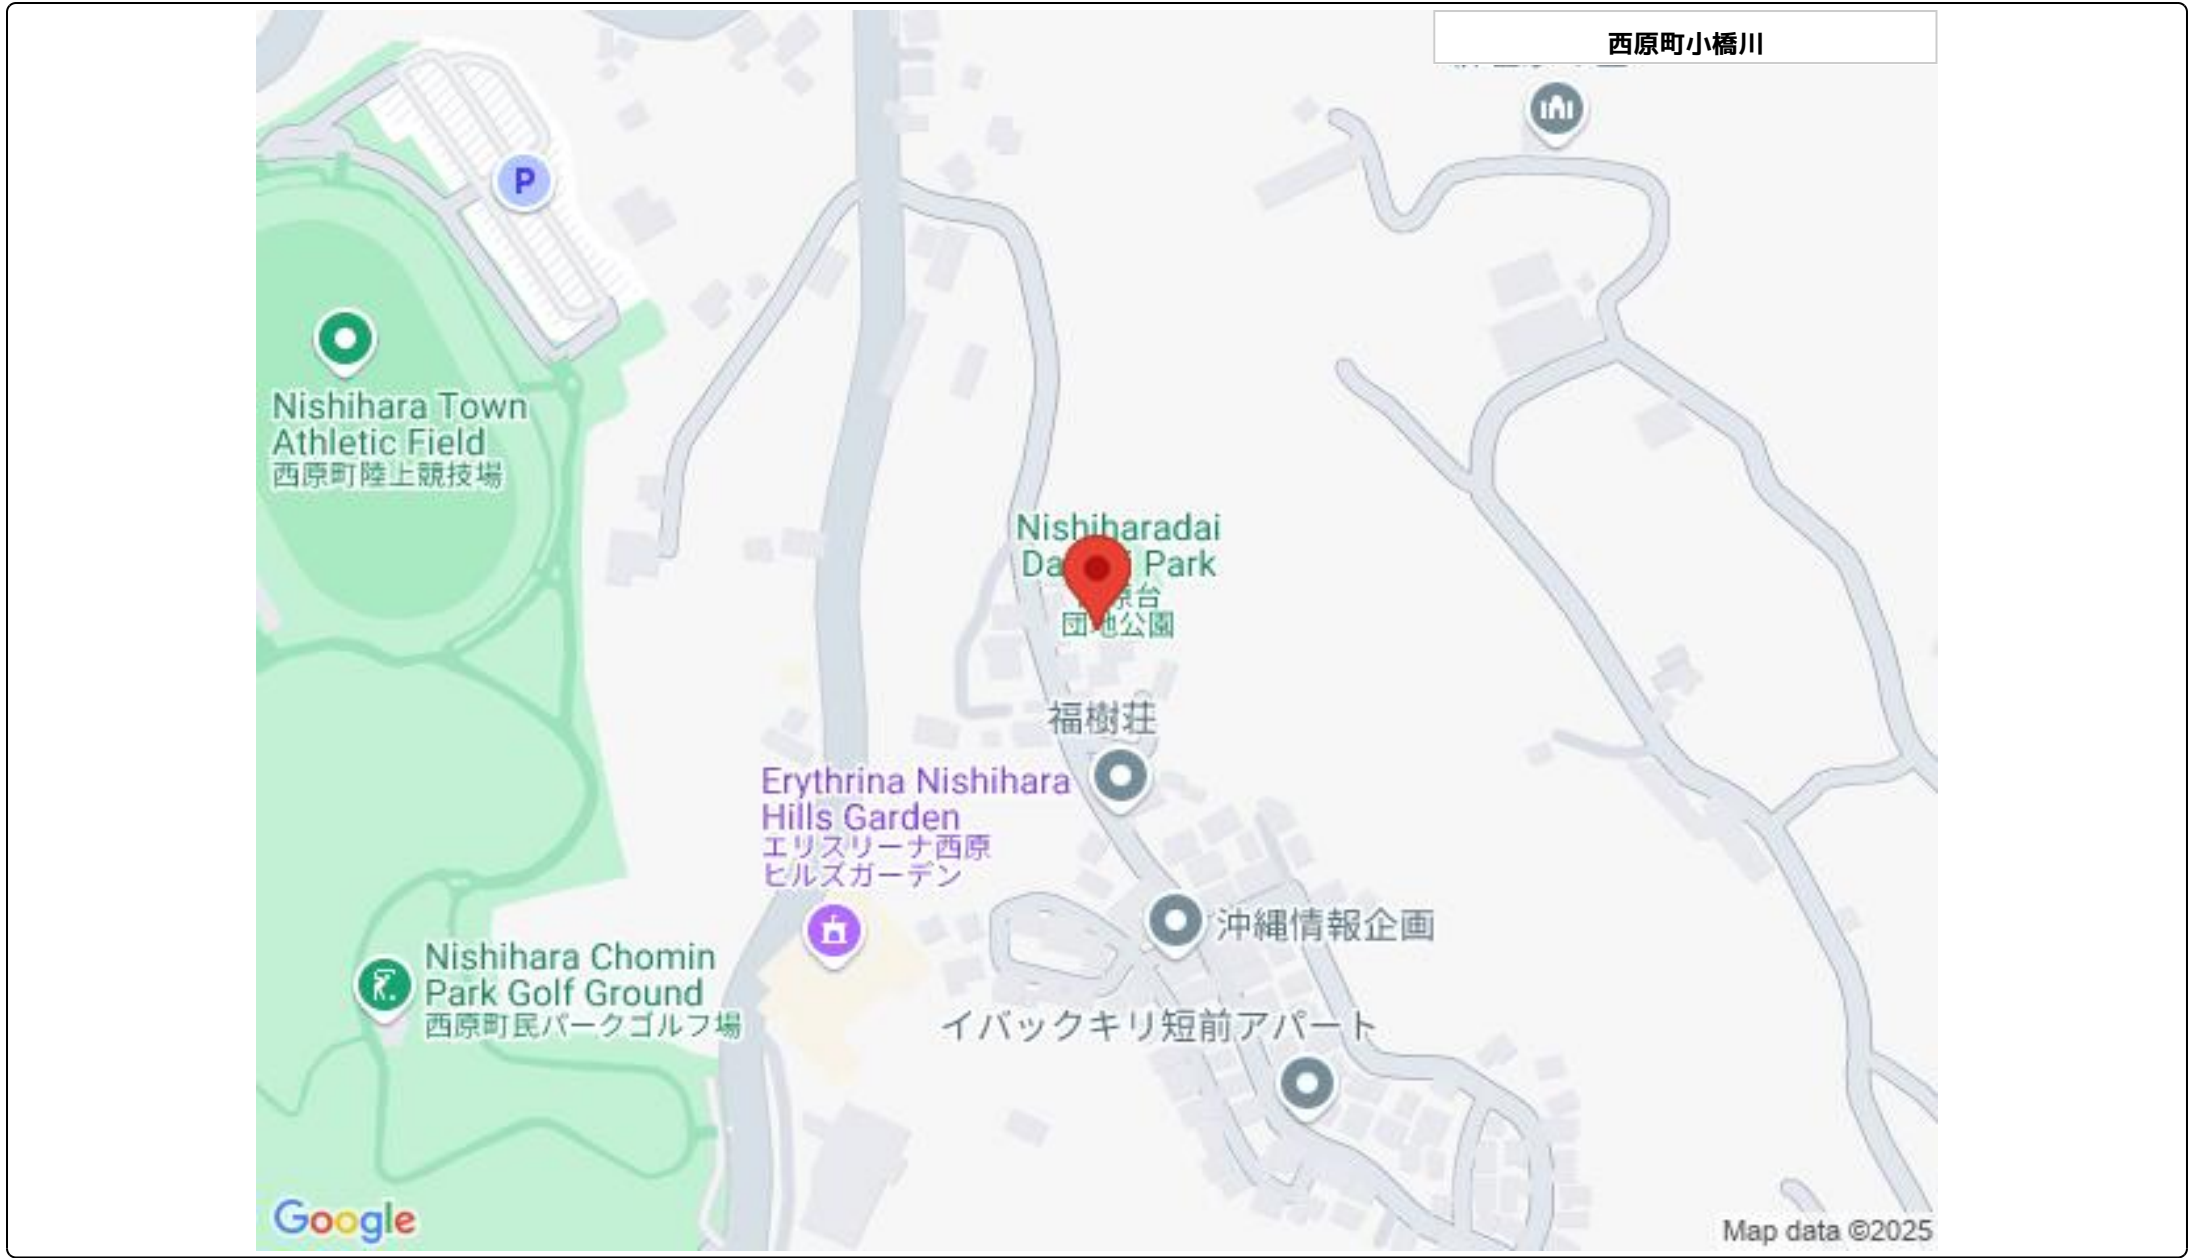 西原町小橋川
P
Nishihara Town
Athletic Field
西原町陸上競技場
Nishiharadai
Park
団地公園
福樹荘
Erythrina Nishihara
Hills Garden
エリスリーナ西原
ヒルズガーデン
沖縄情報企画
Nishihara Chomin
Park Golf Ground
西原町民パークゴルフ場
イバックキリ短前アパート
Google
Map data ©2025